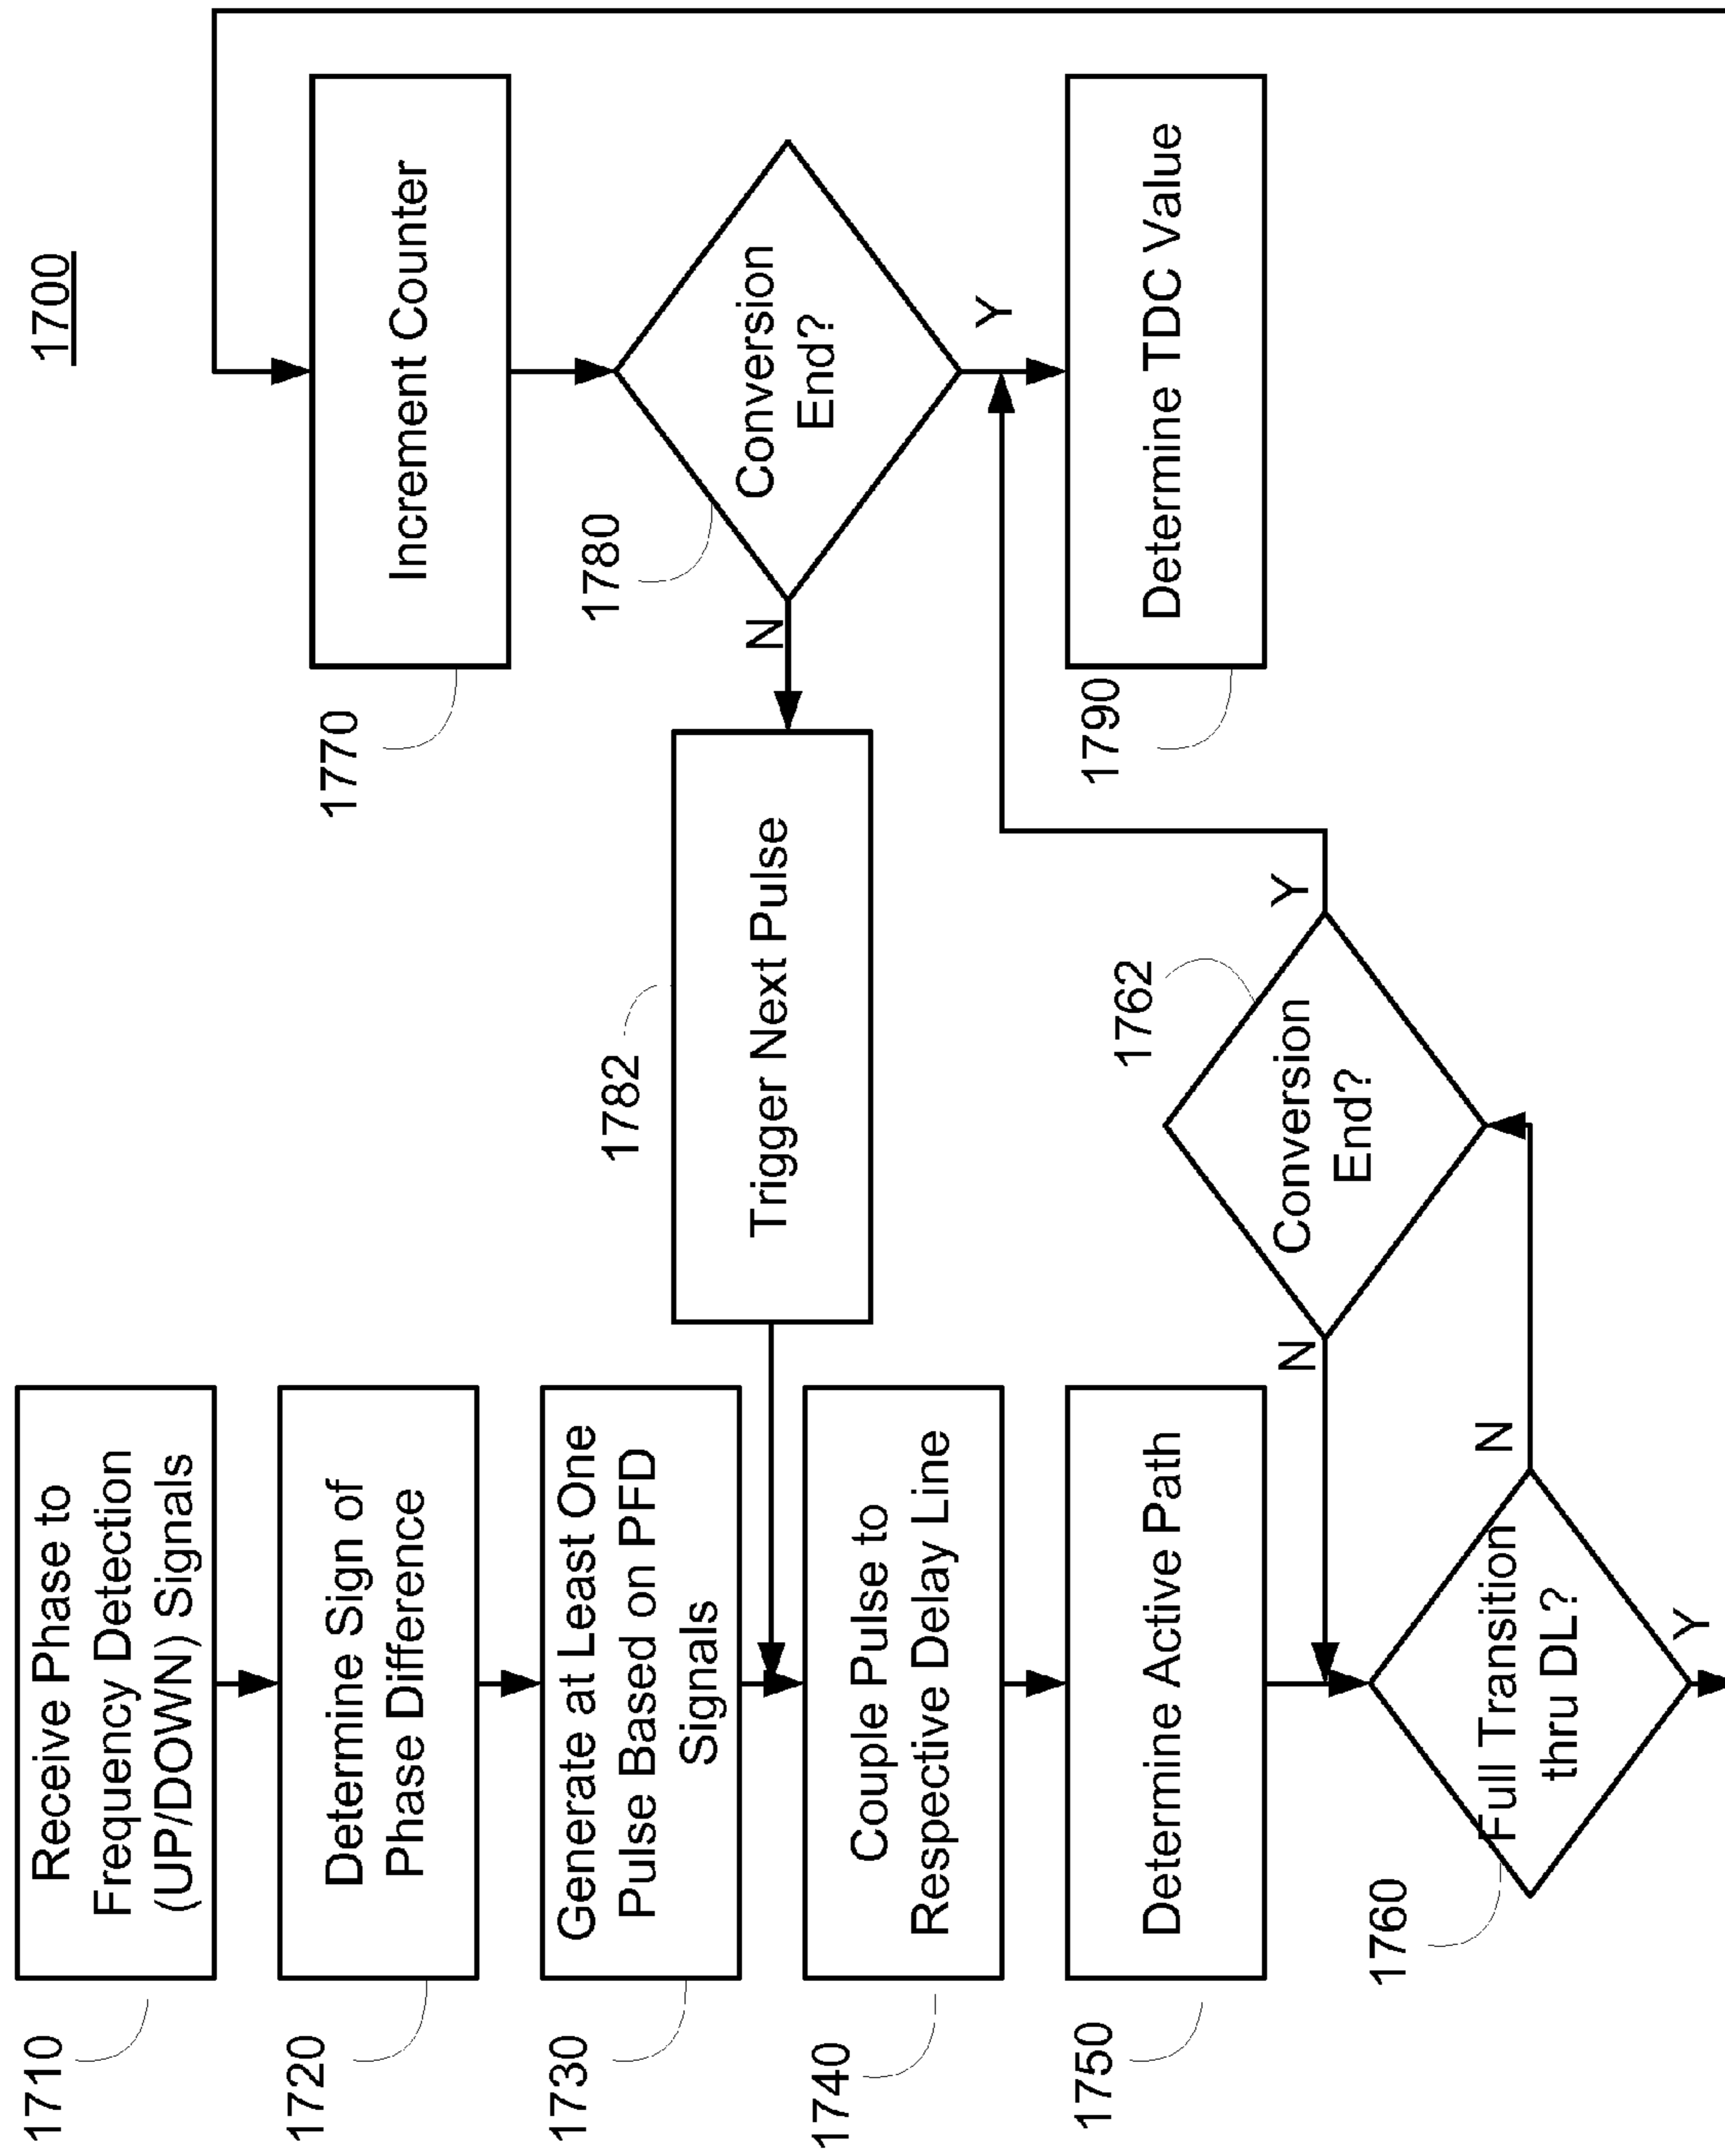 1700
1710
Receive Phase to
Frequency Detection
(UP/DOWN) Signals
1720
Determine Sign of
Phase Difference
1730
Generate at Least One
Pulse Based on PFD
Signals
1740
Couple Pulse to
Respective Delay Line
1750
Determine Active Path
1760
Full Transition
thru DL?
N
Y
1762
Conversion
End?
N
Y
1770
Increment Counter
1780
Conversion
End?
N
Y
1782
Trigger Next Pulse
1790
Determine TDC Value